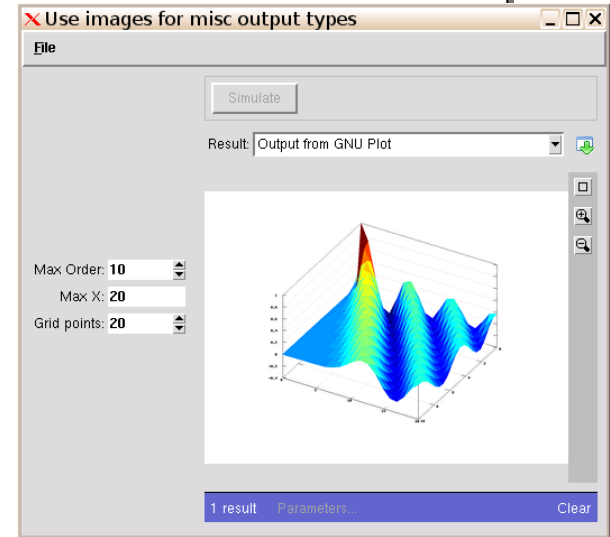 Use images for misc output types
File
Simulate
Result: Output from GNU Plot
Max Order: 10
Max X: 20
Grid points: 20
1 result Parameters... Clear